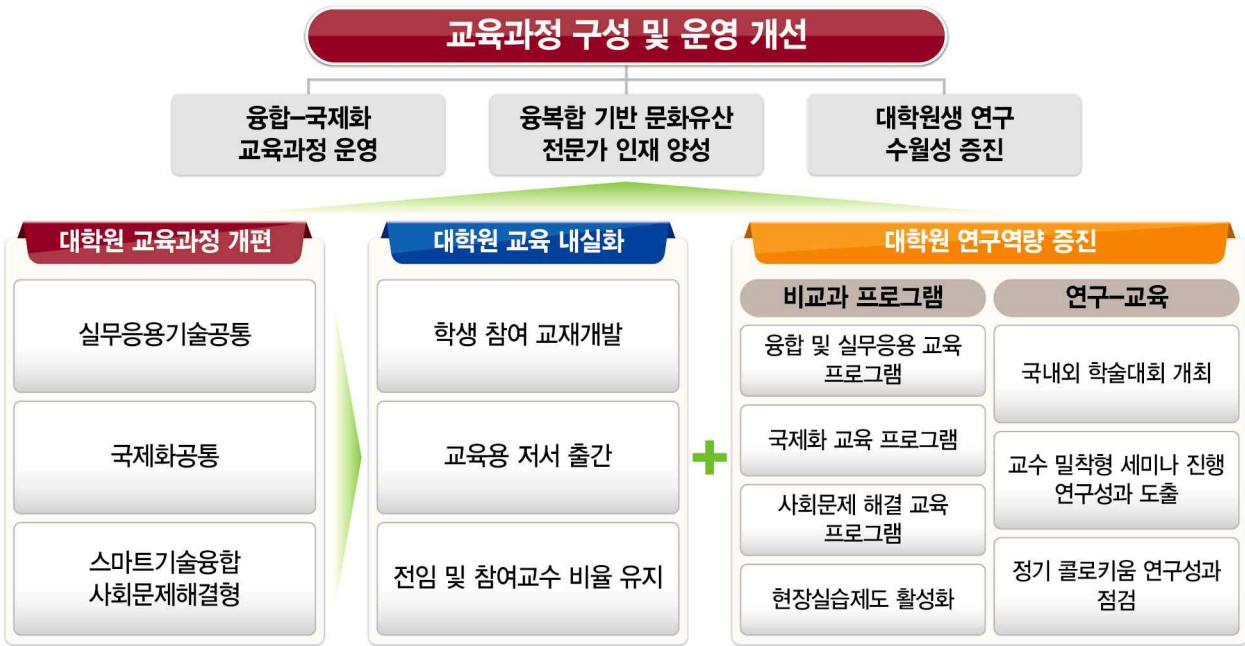 교육과정 구성 및 운영 개선
융합–국제화
교육과정 운영
융복합 기반 문화유산
전문가 인재 양성
대학원생 연구
수월성 증진
대학원 교육과정 개편
실무응용기술공통
국제화공통
스마트기술융합
사회문제해결형
대학원 교육 내실화
학생 참여 교재개발
교육용 저서 출간
전임 및 참여교수 비율 유지
+
대학원 연구역량 증진
비교과 프로그램
융합 및 실무응용 교육
프로그램
국제화 교육 프로그램
사회문제 해결 교육
프로그램
현장실습제도 활성화
연구–교육
국내외 학술대회 개최
교수 밀착형 세미나 진행
연구성과 도출
정기 콜로키움 연구성과
점검